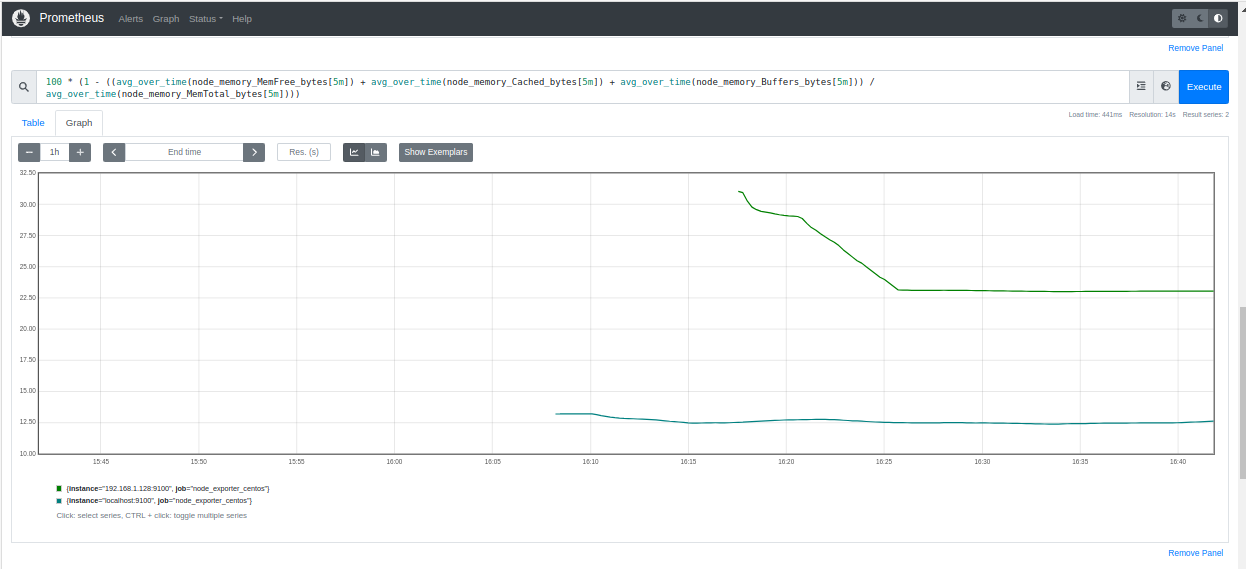 Prometheus Alerts Graph Status Help
Remove Panel
100 * (1 - ((avg_over_time(node_memory_MemFree_bytes[5m]) + avg_over_time(node_memory_Cached_bytes[5m]) + avg_over_time(node_memory_Buffers_bytes[5m])) /
avg_over_time(node_memory_MemTotal_bytes[5m])))
Execute
Table Graph
Load time: 441ms Resolution: 14s Result series: 2
1h End time Res. (s) Show Exemplars
32.50
30.00
27.50
25.00
22.50
20.00
17.50
15.00
12.50
10.00
15:45 15:50 15:55 16:00 16:05 16:10 16:15 16:20 16:25 16:30 16:35 16:40
{instance="192.168.1.128:9100", job="node_exporter_centos"}
{instance="localhost:9100", job="node_exporter_centos"}
Click: select series, CTRL + click: toggle multiple series
Remove Panel